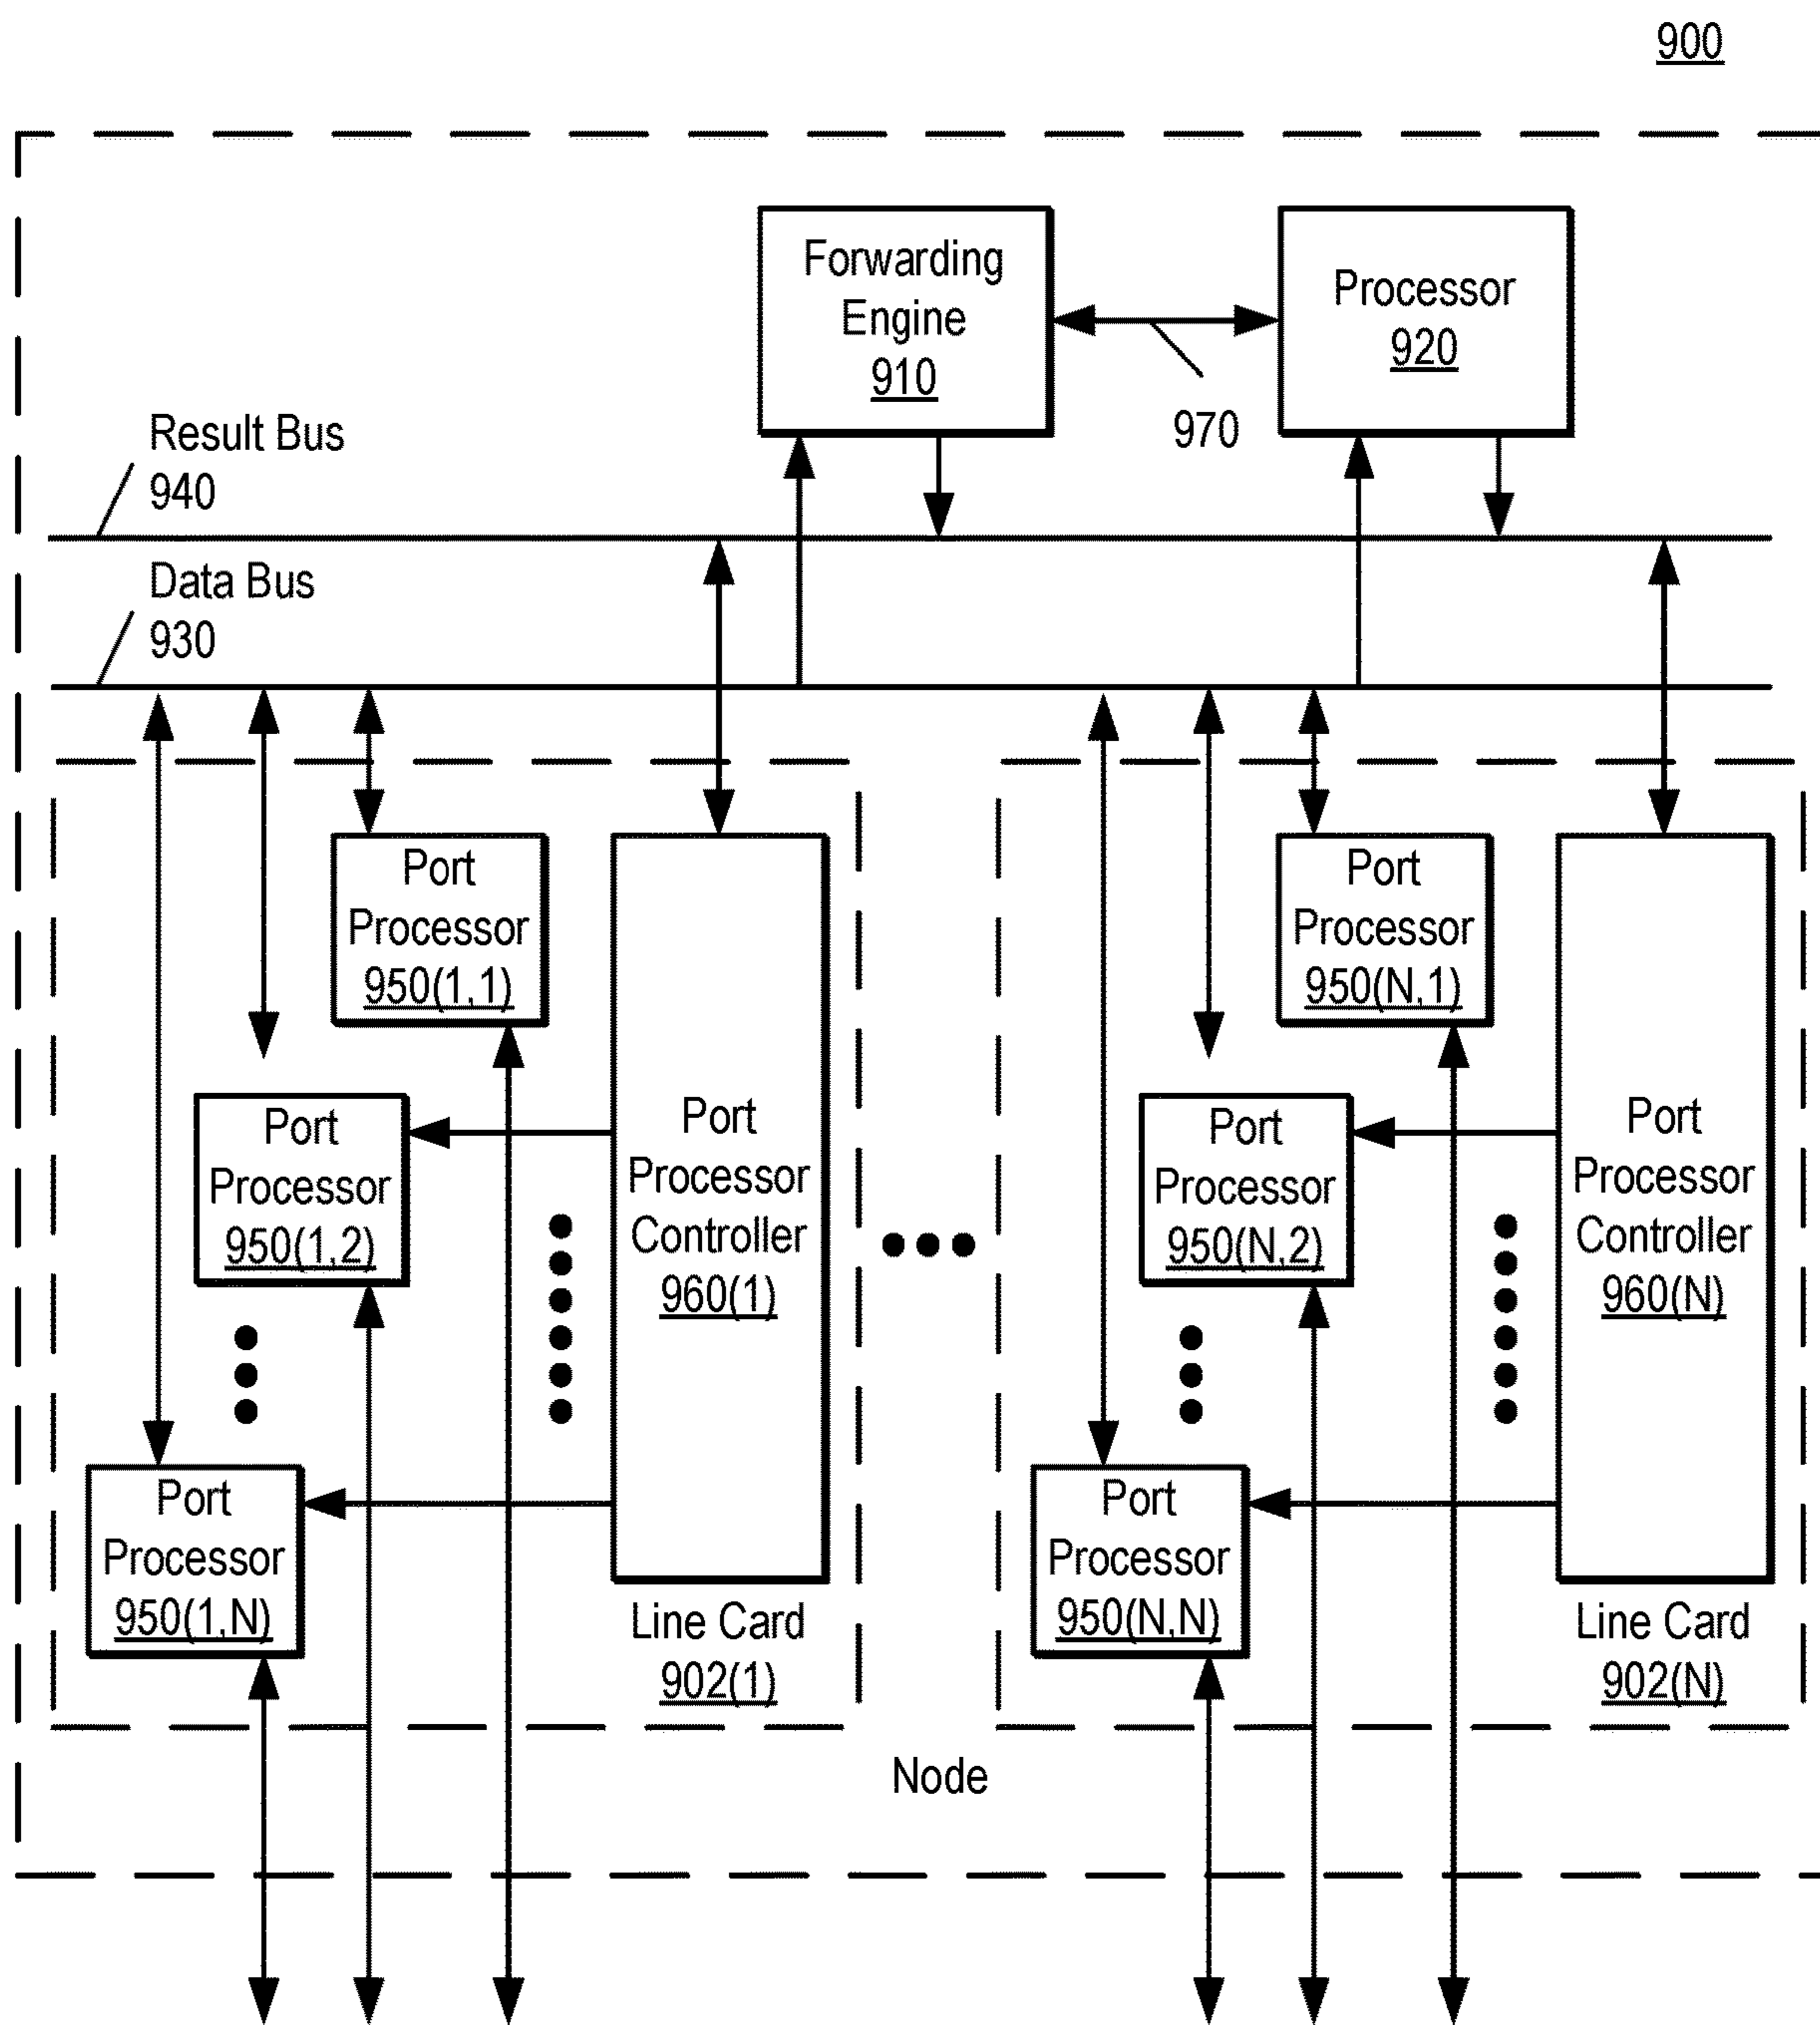 900
Forwarding
Engine
910
Processor
920
970
Result Bus
940
Data Bus
930
Port
Processor
950(1,1)
Port
Processor
950(1,2)
Port
Processor
950(1,N)
Port
Processor
Controller
960(1)
Line Card
902(1)
Port
Processor
950(N,1)
Port
Processor
950(N,2)
Port
Processor
950(N,N)
Port
Processor
Controller
960(N)
Line Card
902(N)
Node